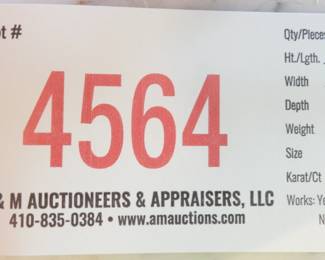 ot #
4564
& M AUCTIONEERS & APPRAISERS, LLC
410-835-0384 • www.amauctions.com
Qty/Pieces
Ht./Lgth.
Width
Depth
Weight
Size
Karat/Ct
Works: Ye
N